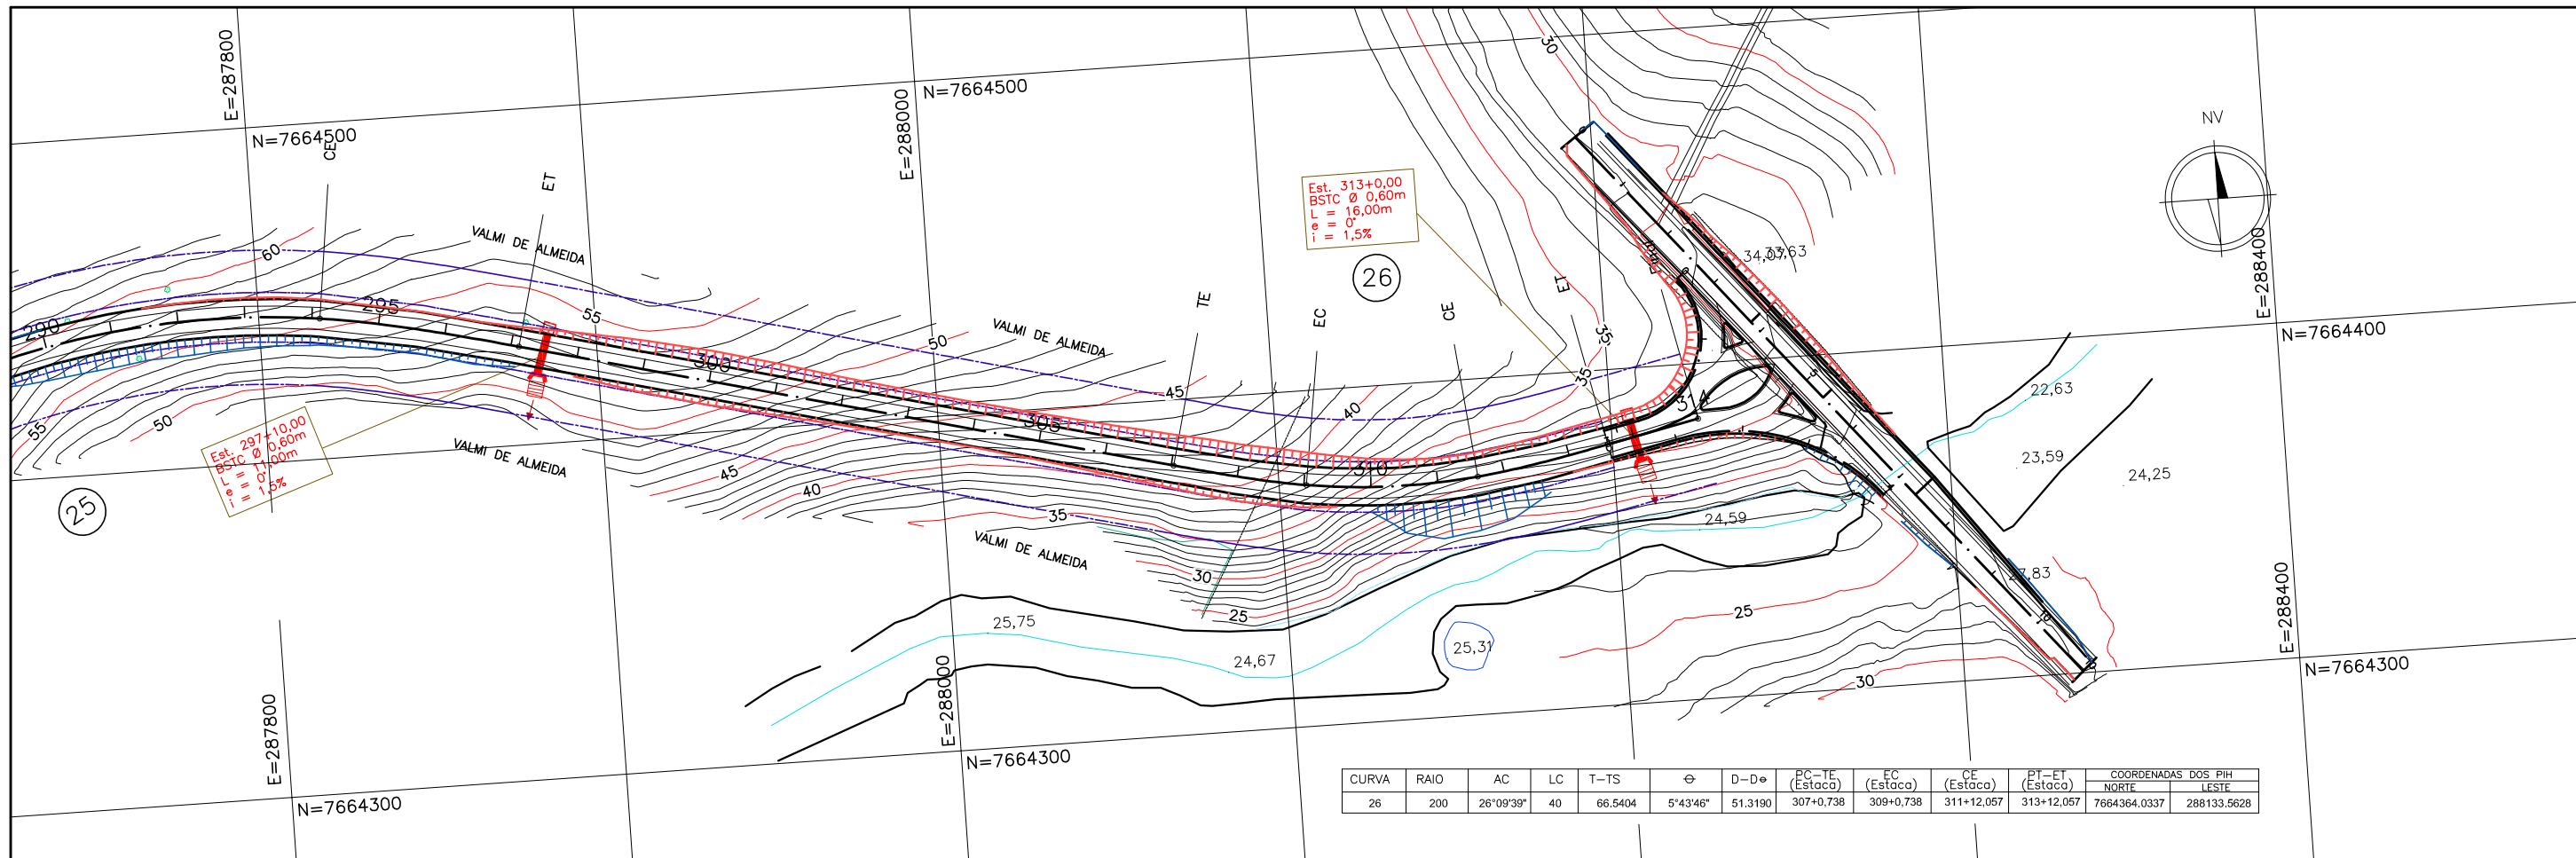 E=287800
N=7664500
CE
ET
VALMI DE ALMEIDA
E=288000
N=7664500
TE
EC
VALMI DE ALMEIDA
Est. 313+0,00
BSTC Ø 0,60m
L = 16,00m
e = 0°
i = 1,5%
26
CE
ET
30
NV
E=288400
N=7664400
34,07
33,63
60
290
295
55
300
50
45
305
40
310
35
35
314
5
10
22,63
23,59
24,25
55
50
Est. 297+10,00
BSTC Ø 0,60m
L = 11,00m
e = 0°
i = 1,5%
25
VALMI DE ALMEIDA
45
40
35
VALMI DE ALMEIDA
30
25
24,59
27,83
25
30
25,75
24,67
25,31
E=287800
N=7664300
E=288000
N=7664300
E=288400
N=7664300
CURVA RAIO AC LC T-TS Ө D-DӨ PC-TE (Estaca) EC (Estaca) CE (Estaca) PT-ET (Estaca) COORDENADAS DOS PIH
NORTE LESTE
26 200 26°09'39" 40 66.5404 5°43'46" 51.3190 307+0,738 309+0,738 311+12,057 313+12,057 7664364.0337 288133.5628